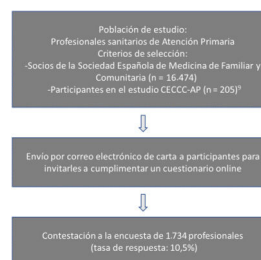 Población de estudio:
Profesionales sanitarios de Atención Primaria
Criterios de selección:
-Socios de la Sociedad Española de Medicina de Familiar y
Comunitaria (n = 16.474)
-Participantes en el estudio CECCC-AP (n = 205)⁹
Envío por correo electrónico de carta a participantes para
invitarles a cumplimentar un cuestionario online
Contestación a la encuesta de 1.734 profesionales
(tasa de respuesta: 10,5%)